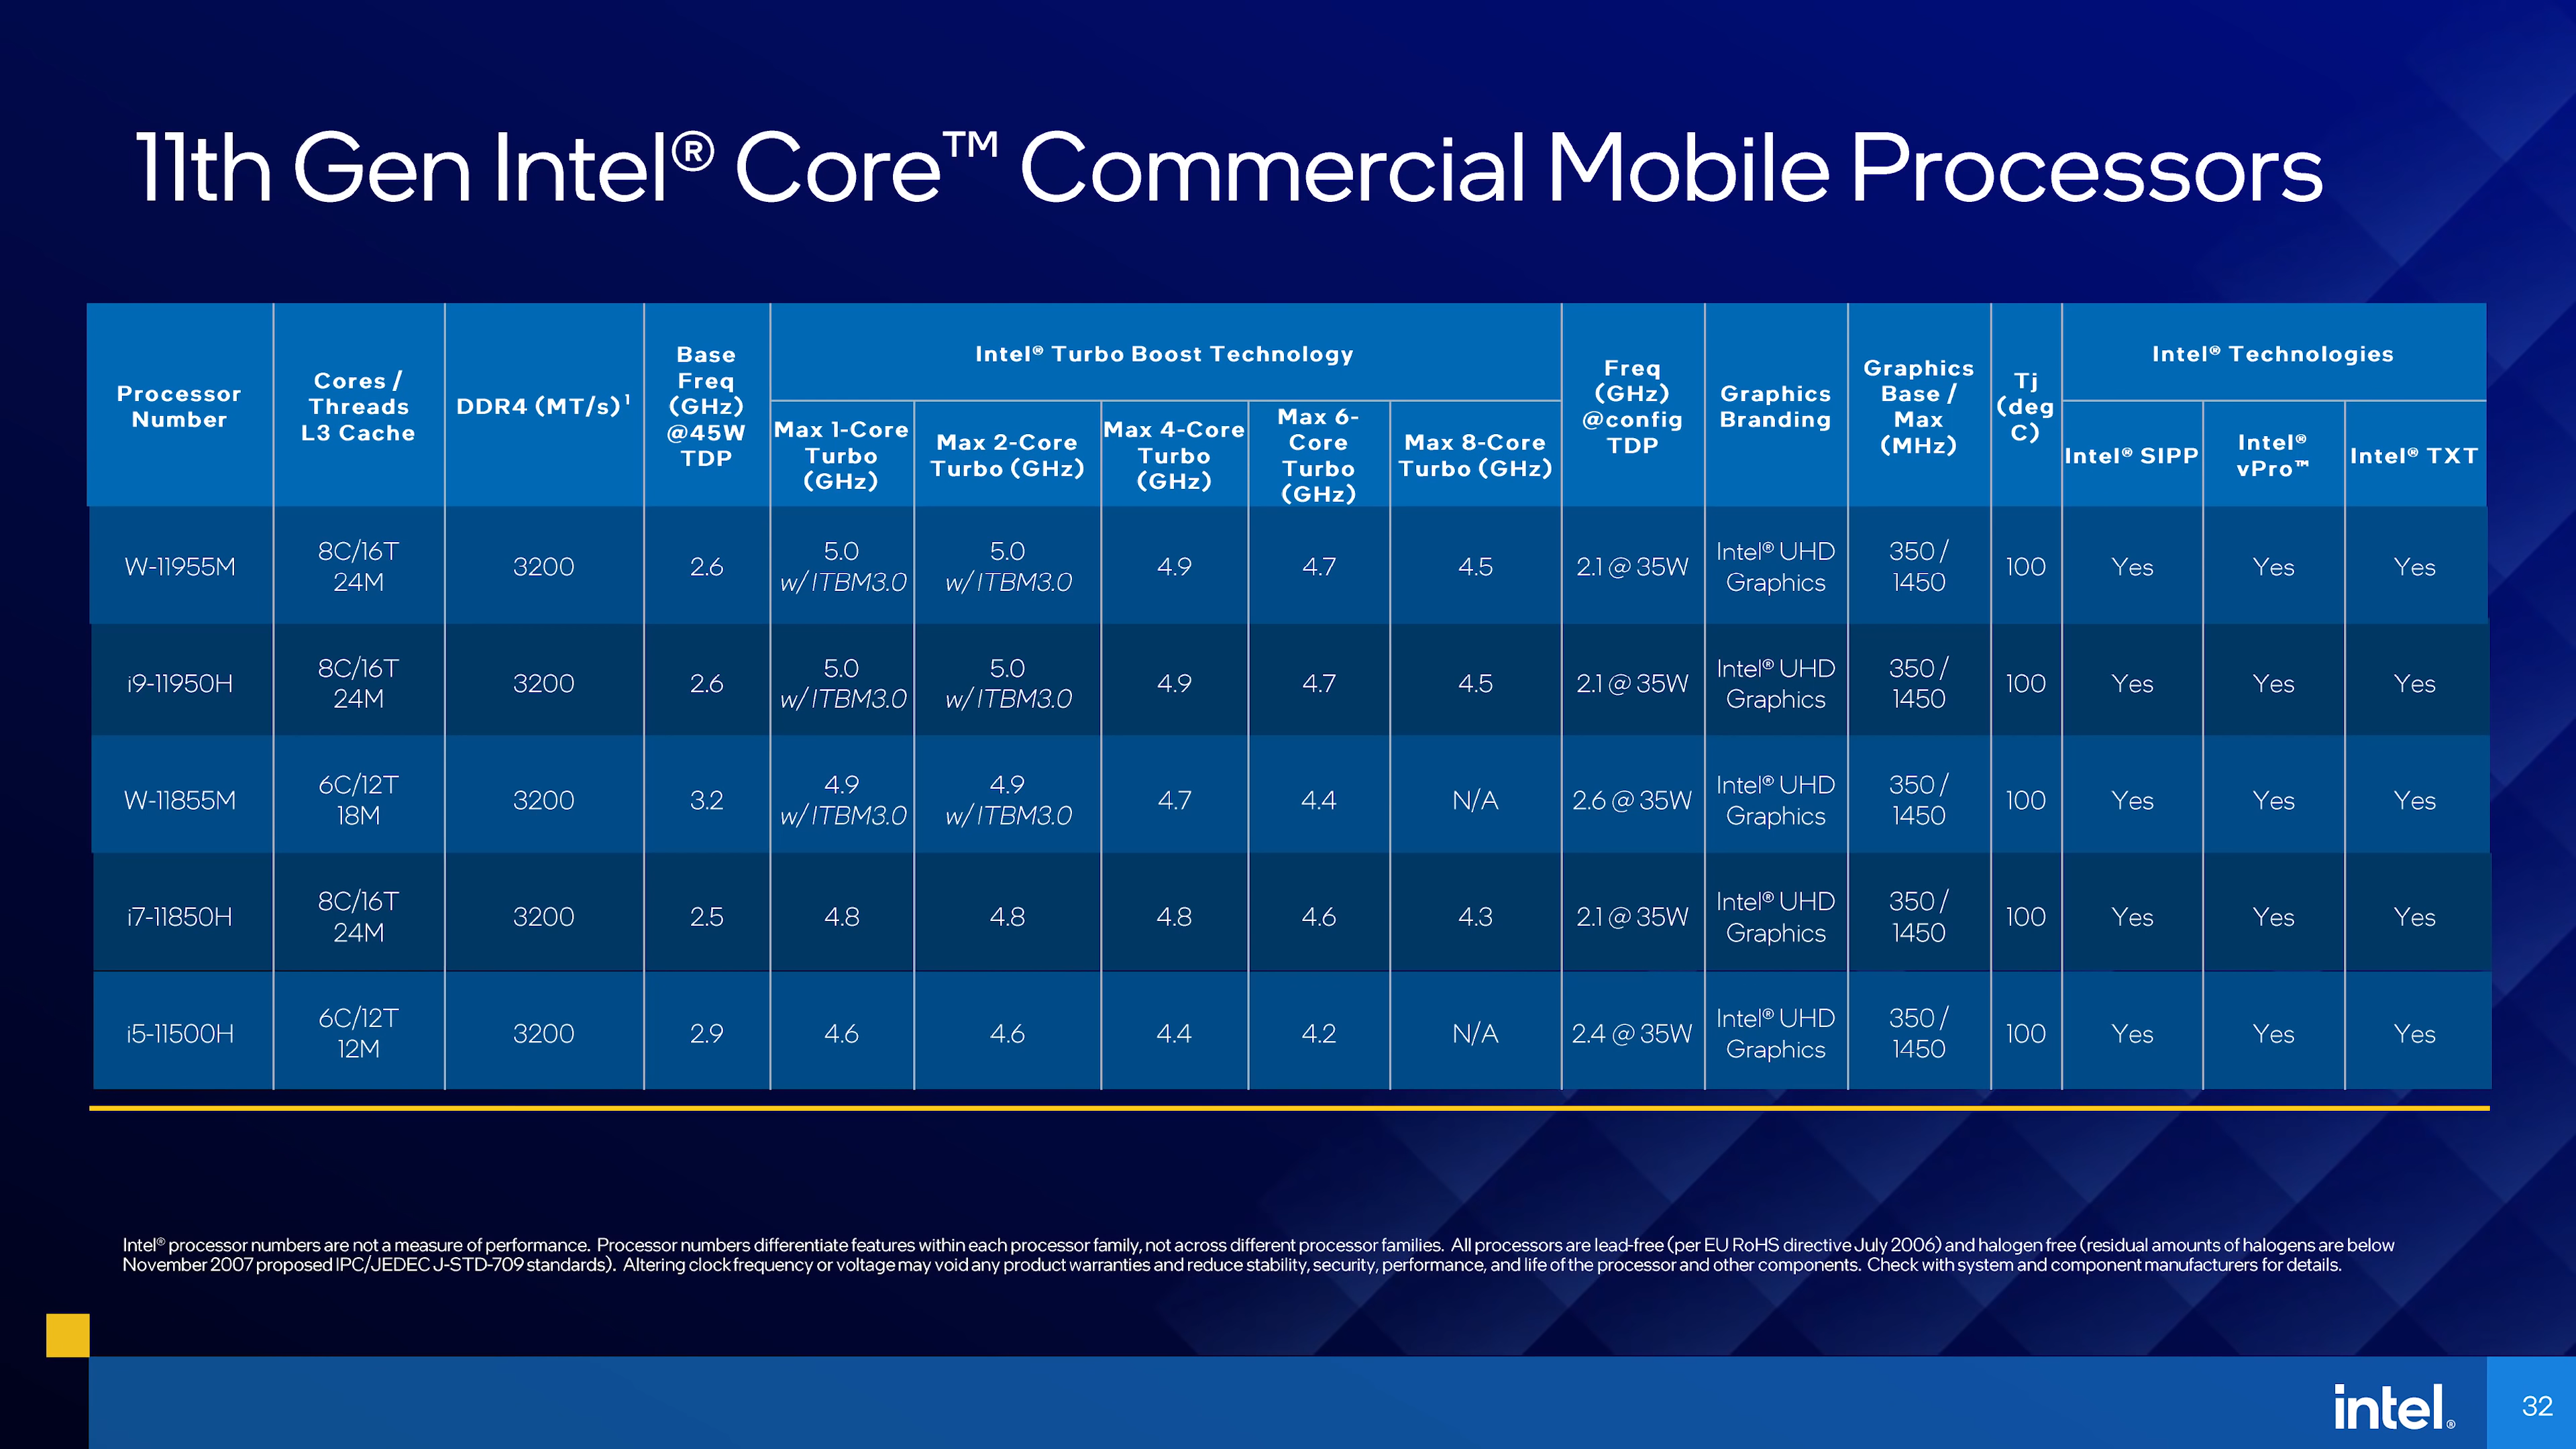 11th Gen Intel® Core™ Commercial Mobile Processors
Processor
Number
Cores /
Threads
L3 Cache
DDR4 (MT/s)¹
Base
Freq
(GHz)
@45W
TDP
Intel® Turbo Boost Technology
Max 1-Core
Turbo
(GHz)
Max 2-Core
Turbo (GHz)
Max 4-Core
Turbo
(GHz)
Max 6-
Core
Turbo
(GHz)
Max 8-Core
Turbo (GHz)
Freq
(GHz)
@config
TDP
Graphics
Branding
Graphics
Base /
Max
(MHz)
Tj
(deg
C)
Intel® Technologies
Intel® SIPP
Intel®
vPro™
Intel® TXT
W-11955M
8C/16T
24M
3200
2.6
5.0
w/ ITBM3.0
5.0
w/ ITBM3.0
4.9
4.7
4.5
2.1 @ 35W
Intel® UHD
Graphics
350 /
1450
100
Yes
Yes
Yes
i9-11950H
8C/16T
24M
3200
2.6
5.0
w/ ITBM3.0
5.0
w/ ITBM3.0
4.9
4.7
4.5
2.1 @ 35W
Intel® UHD
Graphics
350 /
1450
100
Yes
Yes
Yes
W-11855M
6C/12T
18M
3200
3.2
4.9
w/ ITBM3.0
4.9
w/ ITBM3.0
4.7
4.4
N/A
2.6 @ 35W
Intel® UHD
Graphics
350 /
1450
100
Yes
Yes
Yes
i7-11850H
8C/16T
24M
3200
2.5
4.8
4.8
4.8
4.6
4.3
2.1 @ 35W
Intel® UHD
Graphics
350 /
1450
100
Yes
Yes
Yes
i5-11500H
6C/12T
12M
3200
2.9
4.6
4.6
4.4
4.2
N/A
2.4 @ 35W
Intel® UHD
Graphics
350 /
1450
100
Yes
Yes
Yes
Intel® processor numbers are not a measure of performance. Processor numbers differentiate features within each processor family, not across different processor families. All processors are lead-free (per EU RoHS directive July 2006) and halogen free (residual amounts of halogens are below
November 2007 proposed IPC/JEDEC J-STD-709 standards). Altering clock frequency or voltage may void any product warranties and reduce stability, security, performance, and life of the processor and other components. Check with system and component manufacturers for details.
intel®
32